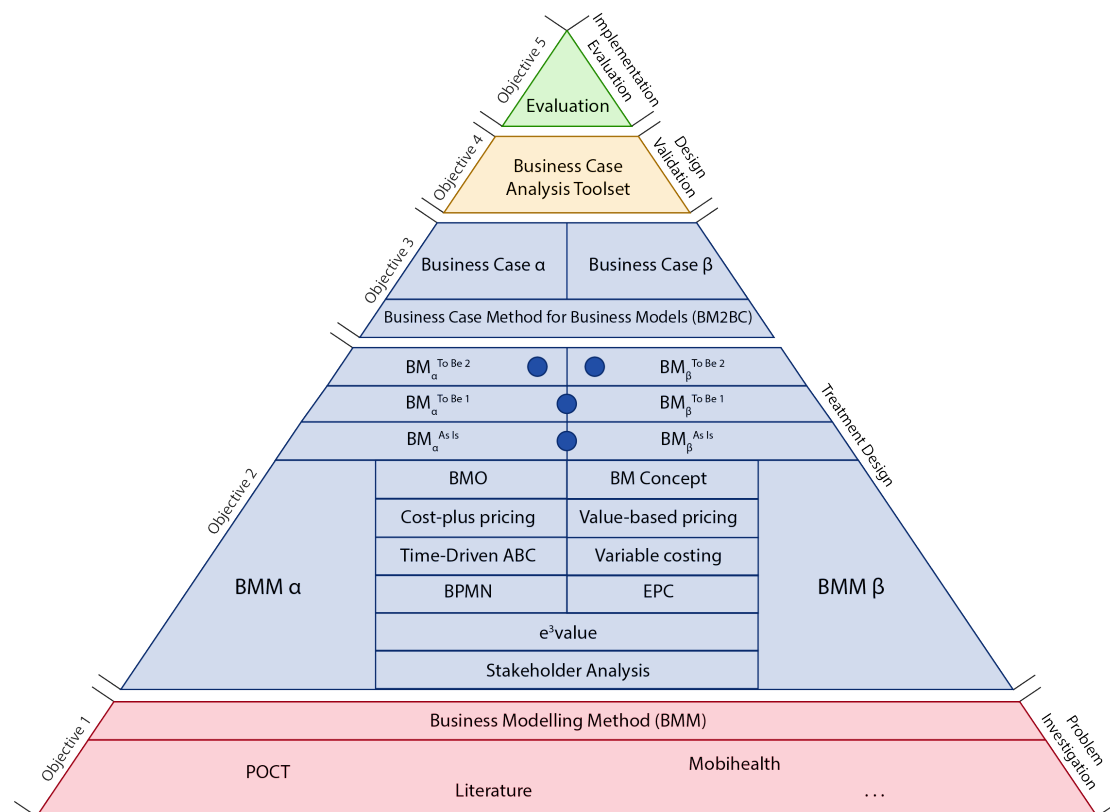 Objective 5
Implementation
Evaluation
Evaluation
Objective 4
Design
Validation
Business Case
Analysis Toolset
Objective 3
Business Case α
Business Case β
Business Case Method for Business Models (BM2BC)
Objective 2
Treatment Design
BMα To Be 2
BMβ To Be 2
BMα To Be 1
BMβ To Be 1
BMα As Is
BMβ As Is
BMM α
BMO
BM Concept
Cost-plus pricing
Value-based pricing
Time-Driven ABC
Variable costing
BPMN
EPC
e³value
Stakeholder Analysis
BMM β
Objective 1
Problem
Investigation
Business Modelling Method (BMM)
POCT
Mobihealth
Literature
...